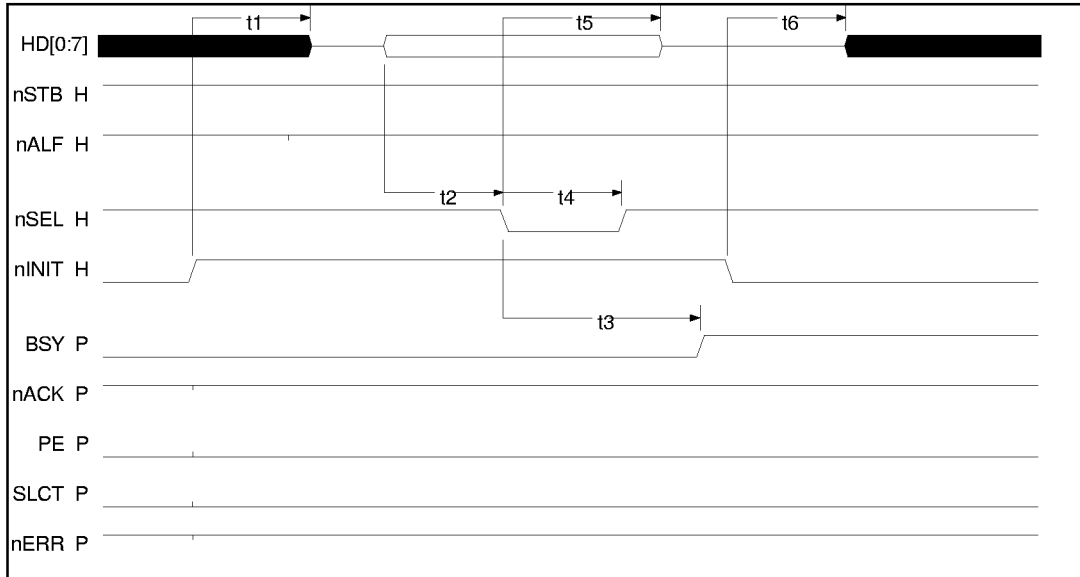 t1
t5
t6
HD[0:7]
nSTB H
nALF H
t2
t4
nSEL H
nINIT H
t3
BSY P
nACK P
PE P
SLCT P
nERR P